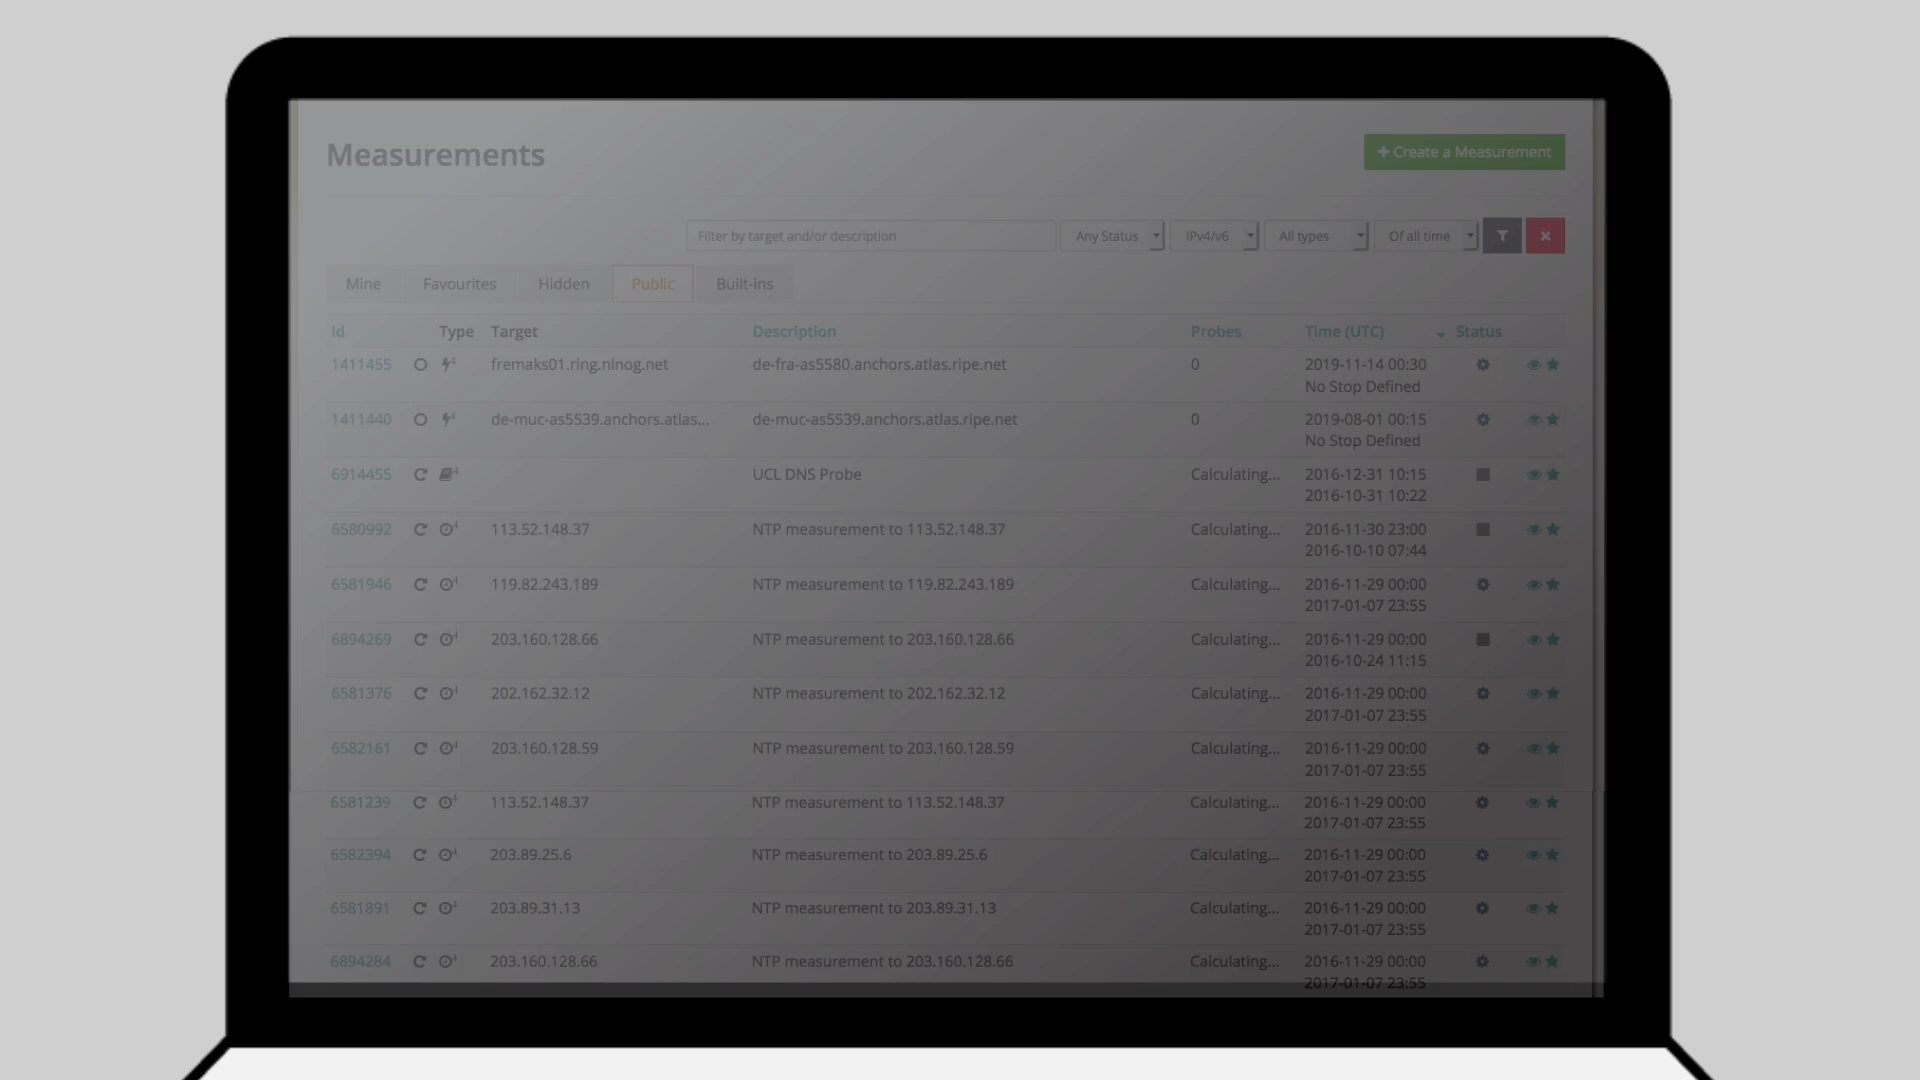 Measurements
+ Create a Measurement
Filter by target and/or description Any Status IPv4/v6 All types Of all time
Mine Favourites Hidden Public Built-ins
Id Type Target Description Probes Time (UTC) Status
1411455 4 fremaks01.ring.nlnog.net de-fra-as5580.anchors.atlas.ripe.net 0 2019-11-14 00:30
No Stop Defined
1411440 4 de-muc-as5539.anchors.atlas... de-muc-as5539.anchors.atlas.ripe.net 0 2019-08-01 00:15
No Stop Defined
6914455 4 UCL DNS Probe Calculating... 2016-12-31 10:15
2016-10-31 10:22
6580992 4 113.52.148.37 NTP measurement to 113.52.148.37 Calculating... 2016-11-30 23:00
2016-10-10 07:44
6581946 4 119.82.243.189 NTP measurement to 119.82.243.189 Calculating... 2016-11-29 00:00
2017-01-07 23:55
6894269 4 203.160.128.66 NTP measurement to 203.160.128.66 Calculating... 2016-11-29 00:00
2016-10-24 11:15
6581376 4 202.162.32.12 NTP measurement to 202.162.32.12 Calculating... 2016-11-29 00:00
2017-01-07 23:55
6582161 4 203.160.128.59 NTP measurement to 203.160.128.59 Calculating... 2016-11-29 00:00
2017-01-07 23:55
6581239 4 113.52.148.37 NTP measurement to 113.52.148.37 Calculating... 2016-11-29 00:00
2017-01-07 23:55
6582394 4 203.89.25.6 NTP measurement to 203.89.25.6 Calculating... 2016-11-29 00:00
2017-01-07 23:55
6581891 4 203.89.31.13 NTP measurement to 203.89.31.13 Calculating... 2016-11-29 00:00
2017-01-07 23:55
6894284 4 203.160.128.66 NTP measurement to 203.160.128.66 Calculating... 2016-11-29 00:00
2017-01-07 23:55